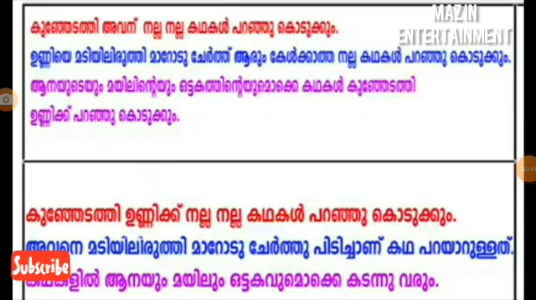 MAZIN
ENTERTAINMENT
കുഞ്ഞേടത്തി അവന് നല്ല നല്ല കഥകൾ പറഞ്ഞു കൊടുക്കും.
ഉണ്ണിയെ മടിയിലിരുത്തി മാറോടു ചേർത്ത് ആരും കേൾക്കാത്ത നല്ല കഥകൾ പറഞ്ഞു കൊടുക്കും.
ആനയുടെയും മയിലിന്റെയും ഒട്ടകത്തിന്റെയുമൊക്കെ കഥകൾ കുഞ്ഞേടത്തി
ഉണ്ണിക്ക് പറഞ്ഞു കൊടുക്കും.
കുഞ്ഞേടത്തി ഉണ്ണിക്ക് നല്ല നല്ല കഥകൾ പറഞ്ഞു കൊടുക്കും.
അവനെ മടിയിലിരുത്തി മാറോടു ചേർത്തു പിടിച്ചാണ് കഥ പറയാറുള്ളത്.
Subscribe
ആനയും മയിലും ഒട്ടകവുമൊക്കെ കടന്നു വരും.